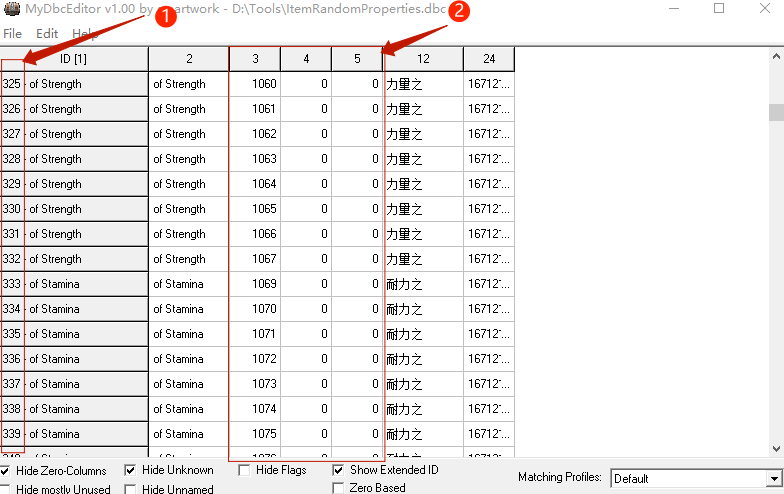 MyDbcEditor v1.00 by artwork - D:\Tools\ItemRandomProperties.dbc
1
2
File Edit Help
ID [1] 2 3 4 5 12 24
325 - of Strength of Strength 1060 0 0 力量之 16712...
326 - of Strength of Strength 1061 0 0 力量之 16712...
327 - of Strength of Strength 1062 0 0 力量之 16712...
328 - of Strength of Strength 1063 0 0 力量之 16712...
329 - of Strength of Strength 1064 0 0 力量之 16712...
330 - of Strength of Strength 1065 0 0 力量之 16712...
331 - of Strength of Strength 1066 0 0 力量之 16712...
332 - of Strength of Strength 1067 0 0 力量之 16712...
333 - of Stamina of Stamina 1069 0 0 耐力之 16712...
334 - of Stamina of Stamina 1070 0 0 耐力之 16712...
335 - of Stamina of Stamina 1071 0 0 耐力之 16712...
336 - of Stamina of Stamina 1072 0 0 耐力之 16712...
337 - of Stamina of Stamina 1073 0 0 耐力之 16712...
338 - of Stamina of Stamina 1074 0 0 耐力之 16712...
339 - of Stamina of Stamina 1075 0 0 耐力之 16712...
Hide Zero-Columns Hide Unknown Hide Flags Show Extended ID
Matching Profiles: Default
Hide mostly Unused Hide Unnamed Zero Based